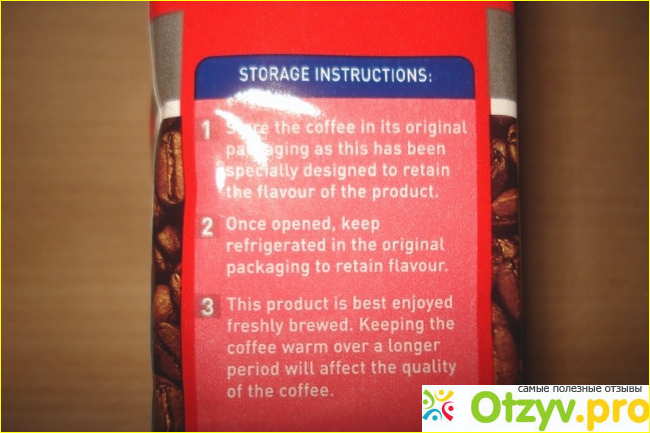 STORAGE INSTRUCTIONS:
1 Store the coffee in its original
packaging as this has been
specially designed to retain
the flavour of the product.
2 Once opened, keep
refrigerated in the original
packaging to retain flavour.
3 This product is best enjoyed
freshly brewed. Keeping the
coffee warm over a longer
period will affect the quality
of the coffee.
самые полезные отзывы
Otzyv.pro